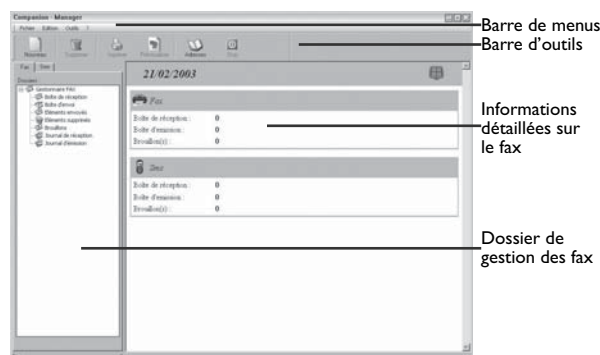 Companion - Manager
Fichier Edition Outils ?
Nouveau Supprimer Imprimer Prévisualiser Adresses Stop
Fax Sms
Dossiers
Gestionnaire FAX
Boîte de réception
Boîte d'envoi
Eléments envoyés
Eléments supprimés
Brouillons
Journal de réception
Journal d'émission
21/02/2003
Fax
Boîte de réception : 0
Boîte d'emission : 0
Brouillon(s) : 0
Sms
Boîte de réception : 0
Boîte d'emission : 0
Brouillon(s) : 0
Barre de menus
Barre d'outils
Informations
détaillées sur
le fax
Dossier de
gestion des fax